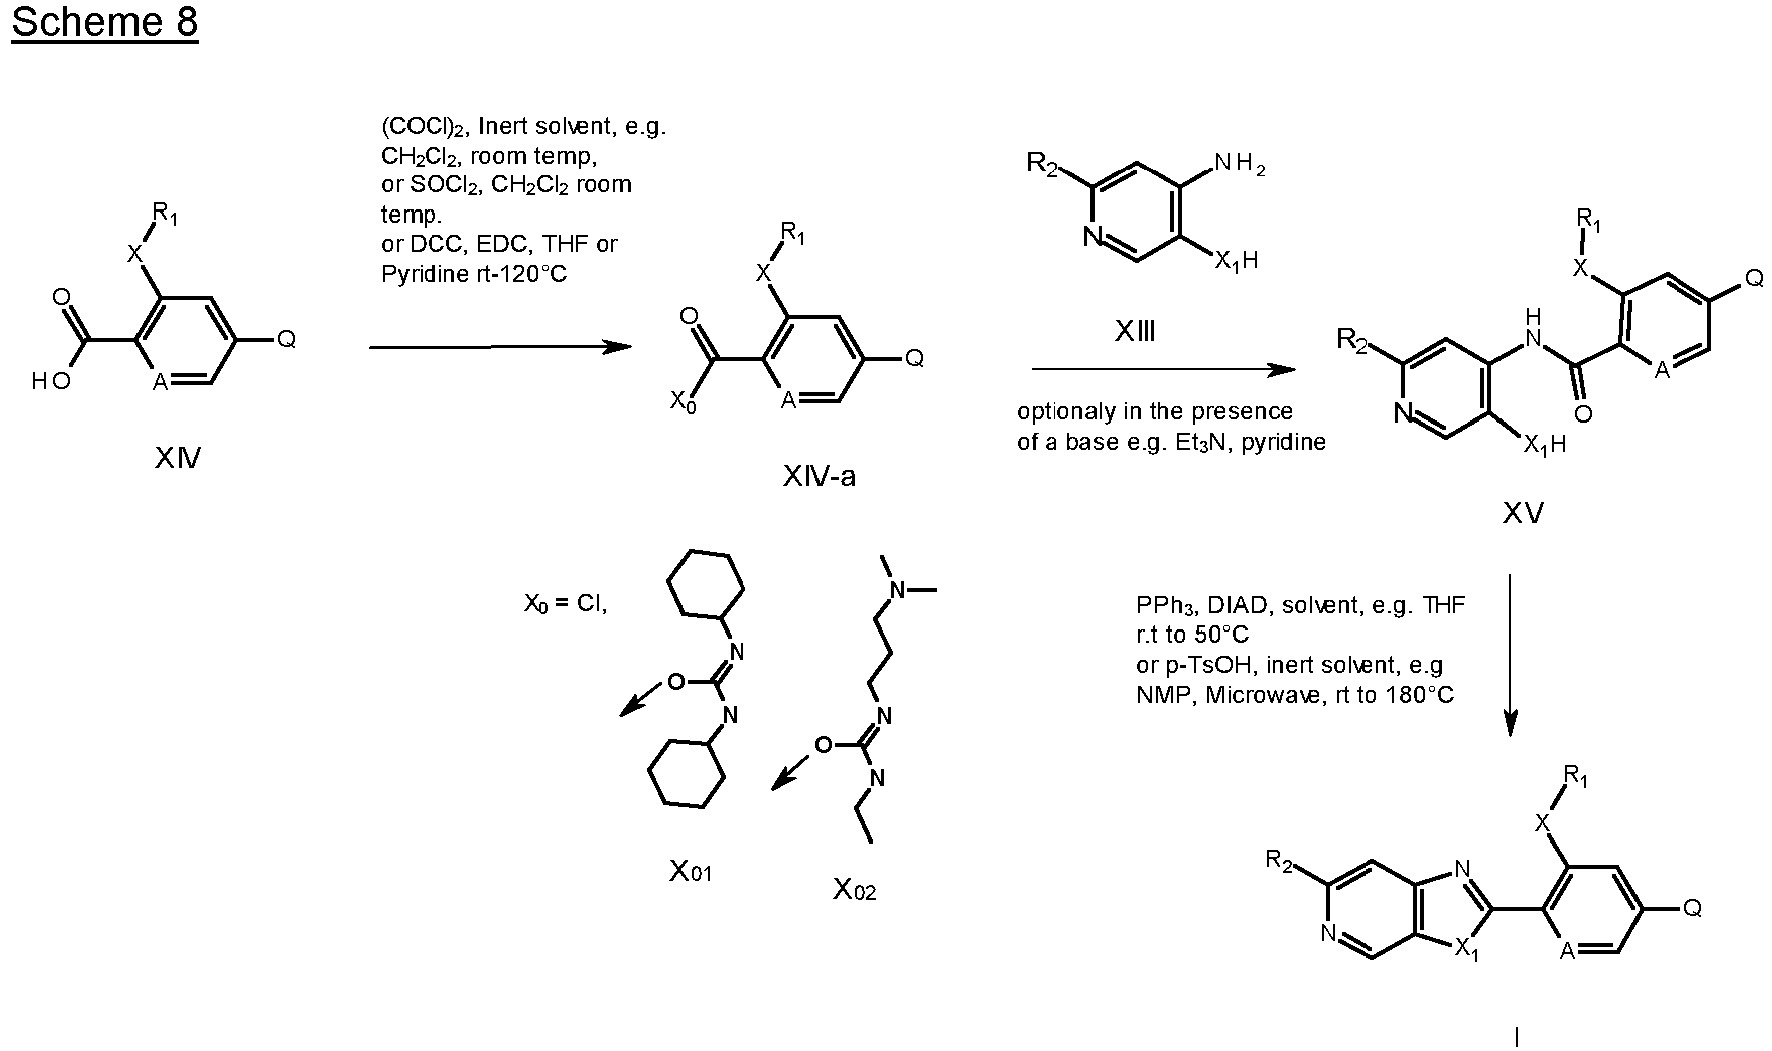 Scheme 8
(COCl)2, Inert solvent, e.g.
CH2Cl2, room temp,
or SOCl2, CH2Cl2 room
temp.
or DCC, EDC, THF or
Pyridine rt-120°C
R1
X
O
HO
A
Q
XIV
R1
X
O
X0
A
Q
XIV-a
R2
NH2
N
X1H
XIII
optionaly in the presence
of a base e.g. Et3N, pyridine
R1
X
Q
H
N
R2
A
N
O
X1H
XV
X0 = Cl,
N
O
N
X01
N
N
O
N
X02
PPh3, DIAD, solvent, e.g. THF
r.t to 50°C
or p-TsOH, inert solvent, e.g
NMP, Microwave, rt to 180°C
R1
X
R2
N
Q
N
X1
A
I